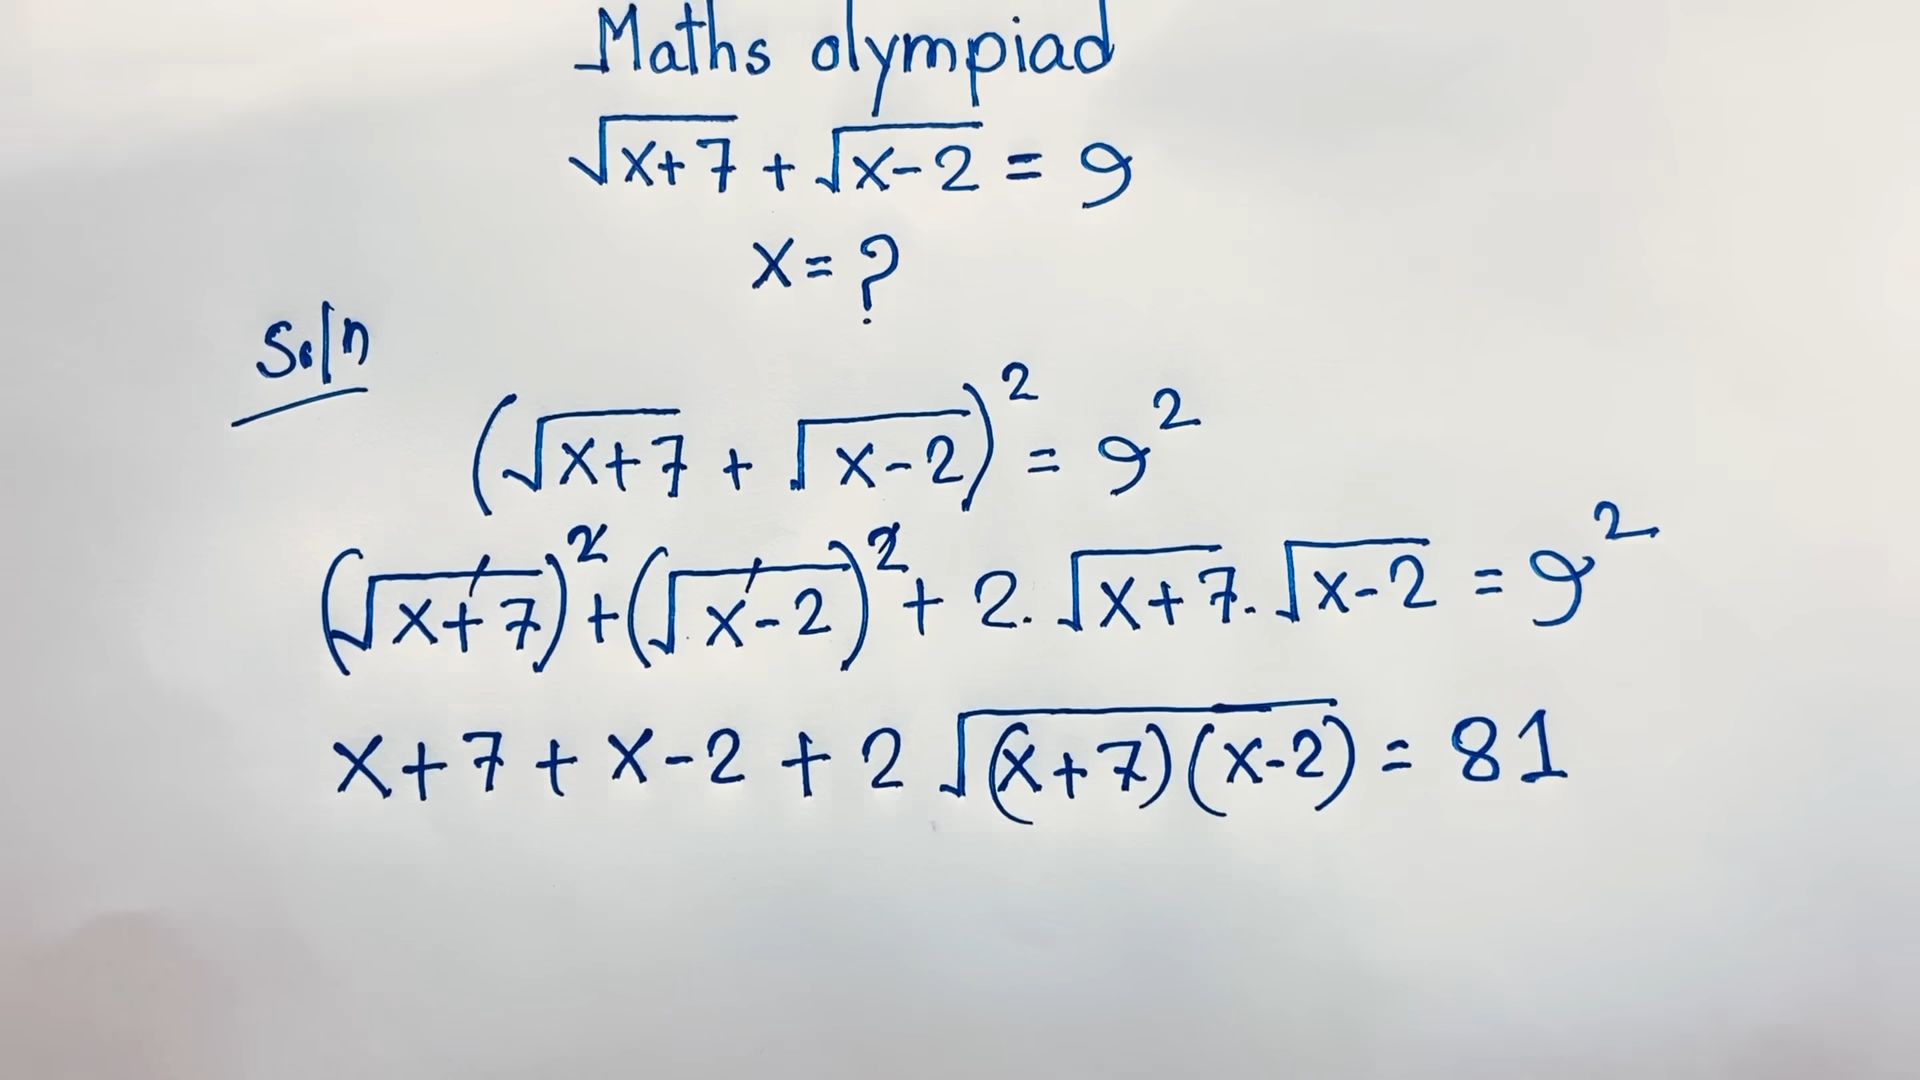 Maths olympiad
√(x+7) + √(x-2) = 9
x = ?
Soln
(√(x+7) + √(x-2))² = 9²
(√(x+7))² + (√(x-2))² + 2.√(x+7).√(x-2) = 9²
x+7 + x-2 + 2√((x+7)(x-2)) = 81